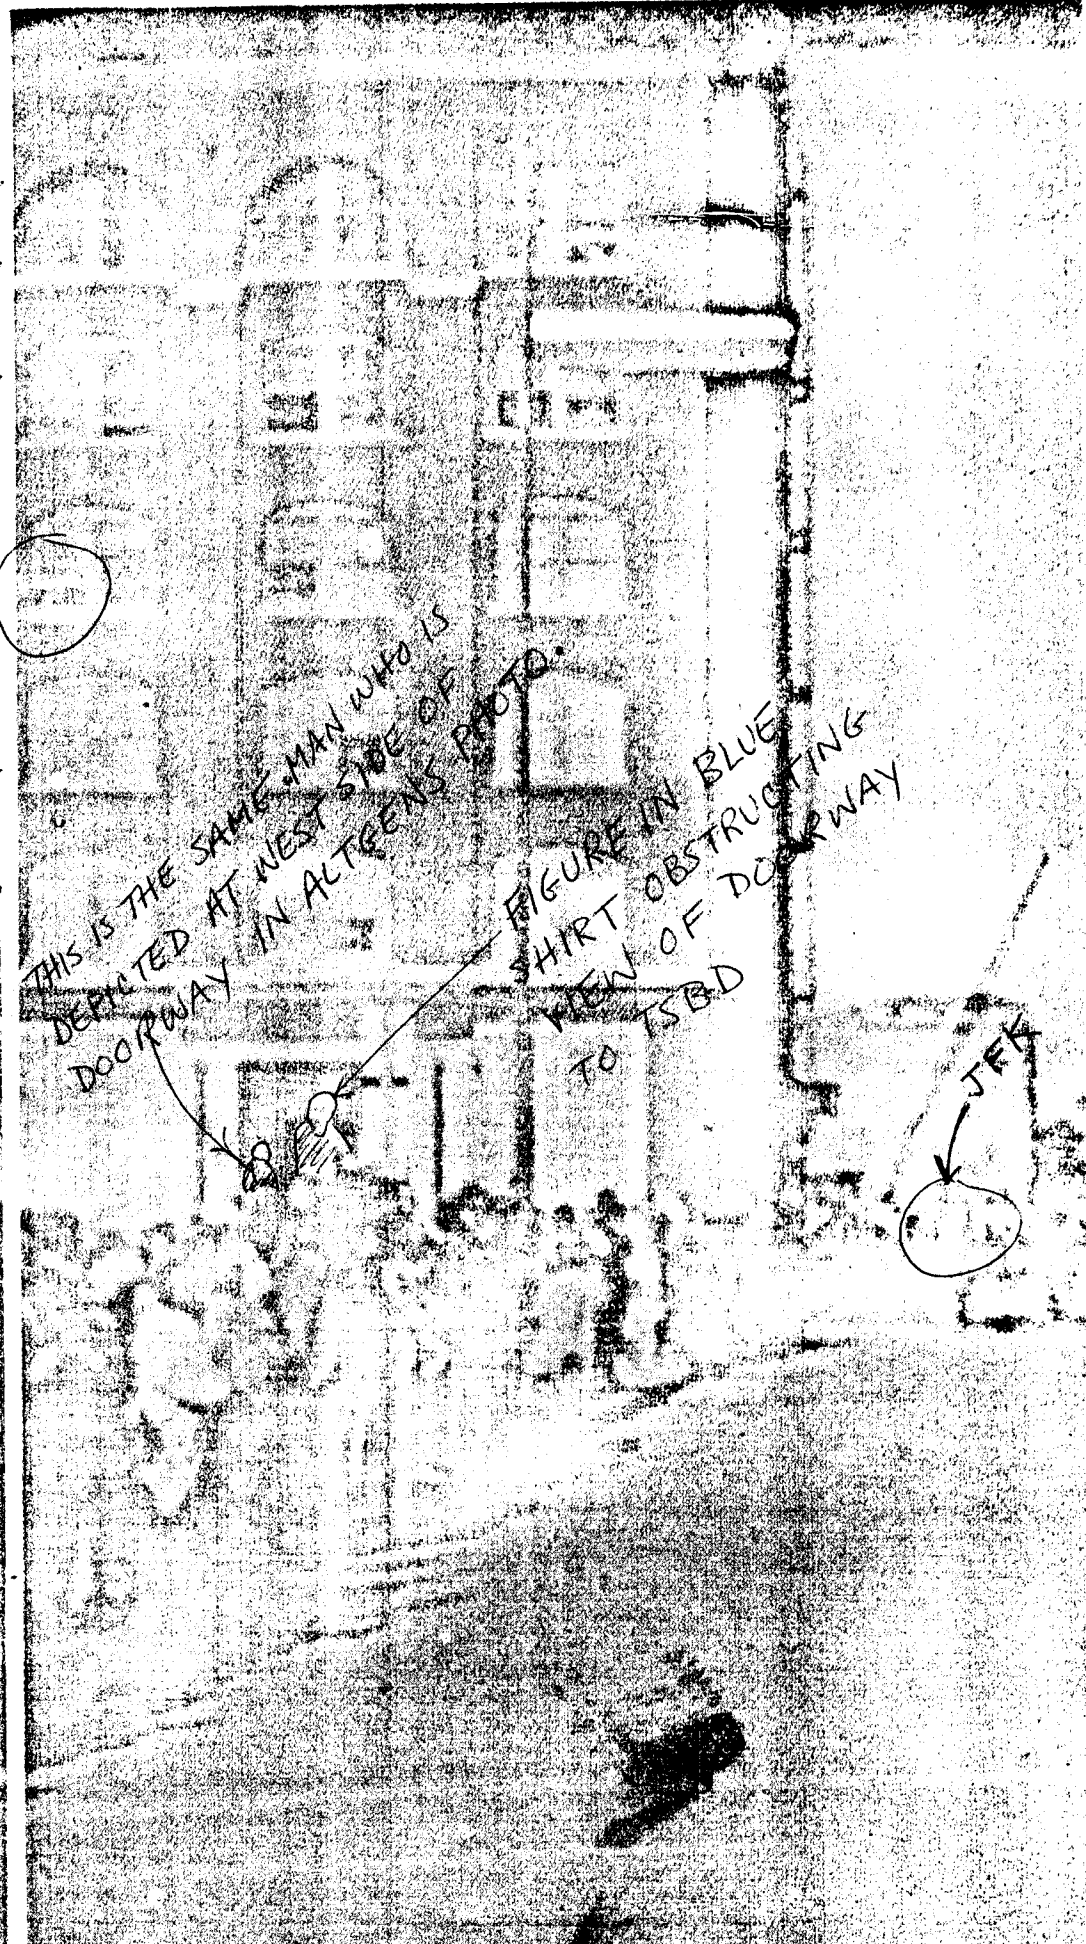 THIS IS THE SAME MAN WHO IS
DEPICTED AT WEST SIDE OF
DOORWAY IN ALTGEENS PHOTO.
FIGURE IN BLUE
SHIRT OBSTRUCTING
VIEW OF DOORWAY
TO TSBD
JFK